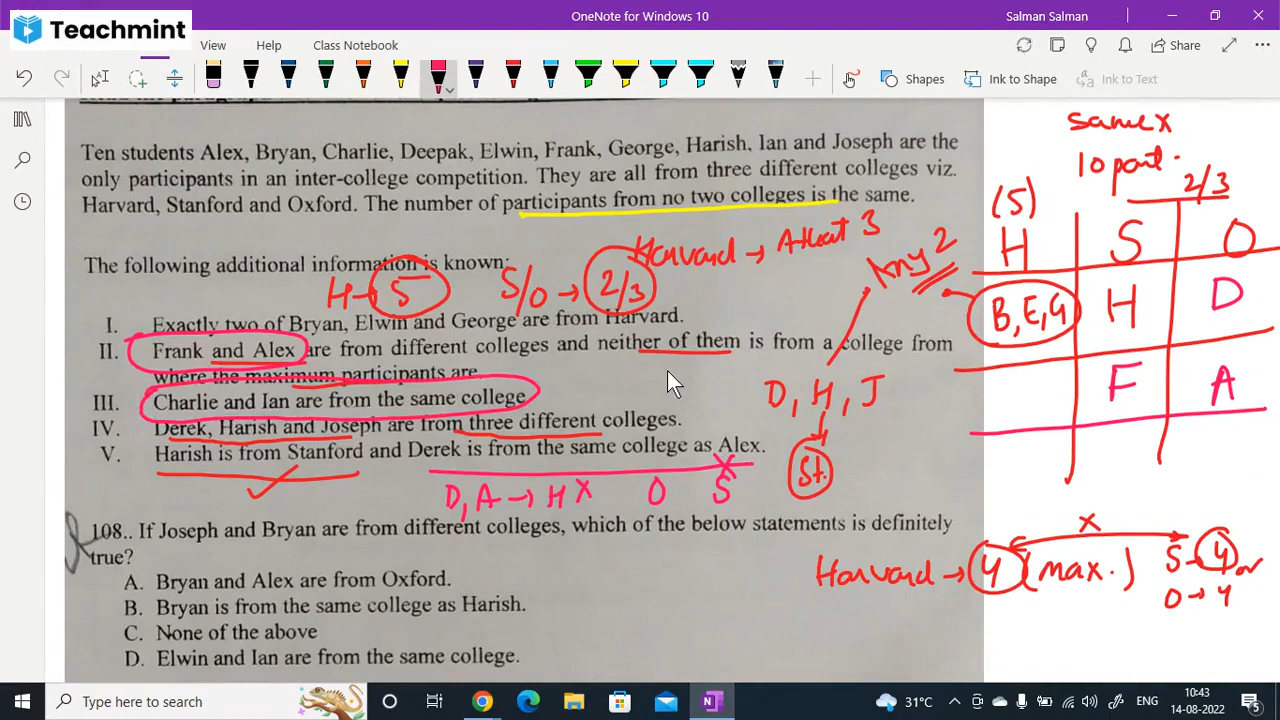 OneNote for Windows 10
Salman Salman
Teachmint
View Help Class Notebook
Share
Shapes
Ink to Shape
Ink to Text
Ten students Alex, Bryan, Charlie, Deepak, Elwin, Frank, George, Harish, Ian and Joseph are the
only participants in an inter-college competition. They are all from three different colleges viz.
Harvard, Stanford and Oxford. The number of participants from no two colleges is the same.
Harvard → Atleast 3
The following additional information is known:
H → 5 S/O → 2/3
Any 2
I. Exactly two of Bryan, Elwin and George are from Harvard.
II. Frank and Alex are from different colleges and neither of them is from a college from
where the maximum participants are.
III. Charlie and Ian are from the same college
IV. Derek, Harish and Joseph are from three different colleges.
V. Harish is from Stanford and Derek is from the same college as Alex.
D, H, J
St.
D, A → H X O S
108.. If Joseph and Bryan are from different colleges, which of the below statements is definitely
true?
A. Bryan and Alex are from Oxford.
B. Bryan is from the same college as Harish.
C. None of the above
D. Elwin and Ian are from the same college.
same x
10 part.
(5) 2/3
H S O
B, E, G H D
F A
X
Harvard → 4 (max.) S → 4 or
O → 4
Type here to search
31°C
ENG
10:43
14-08-2022
5